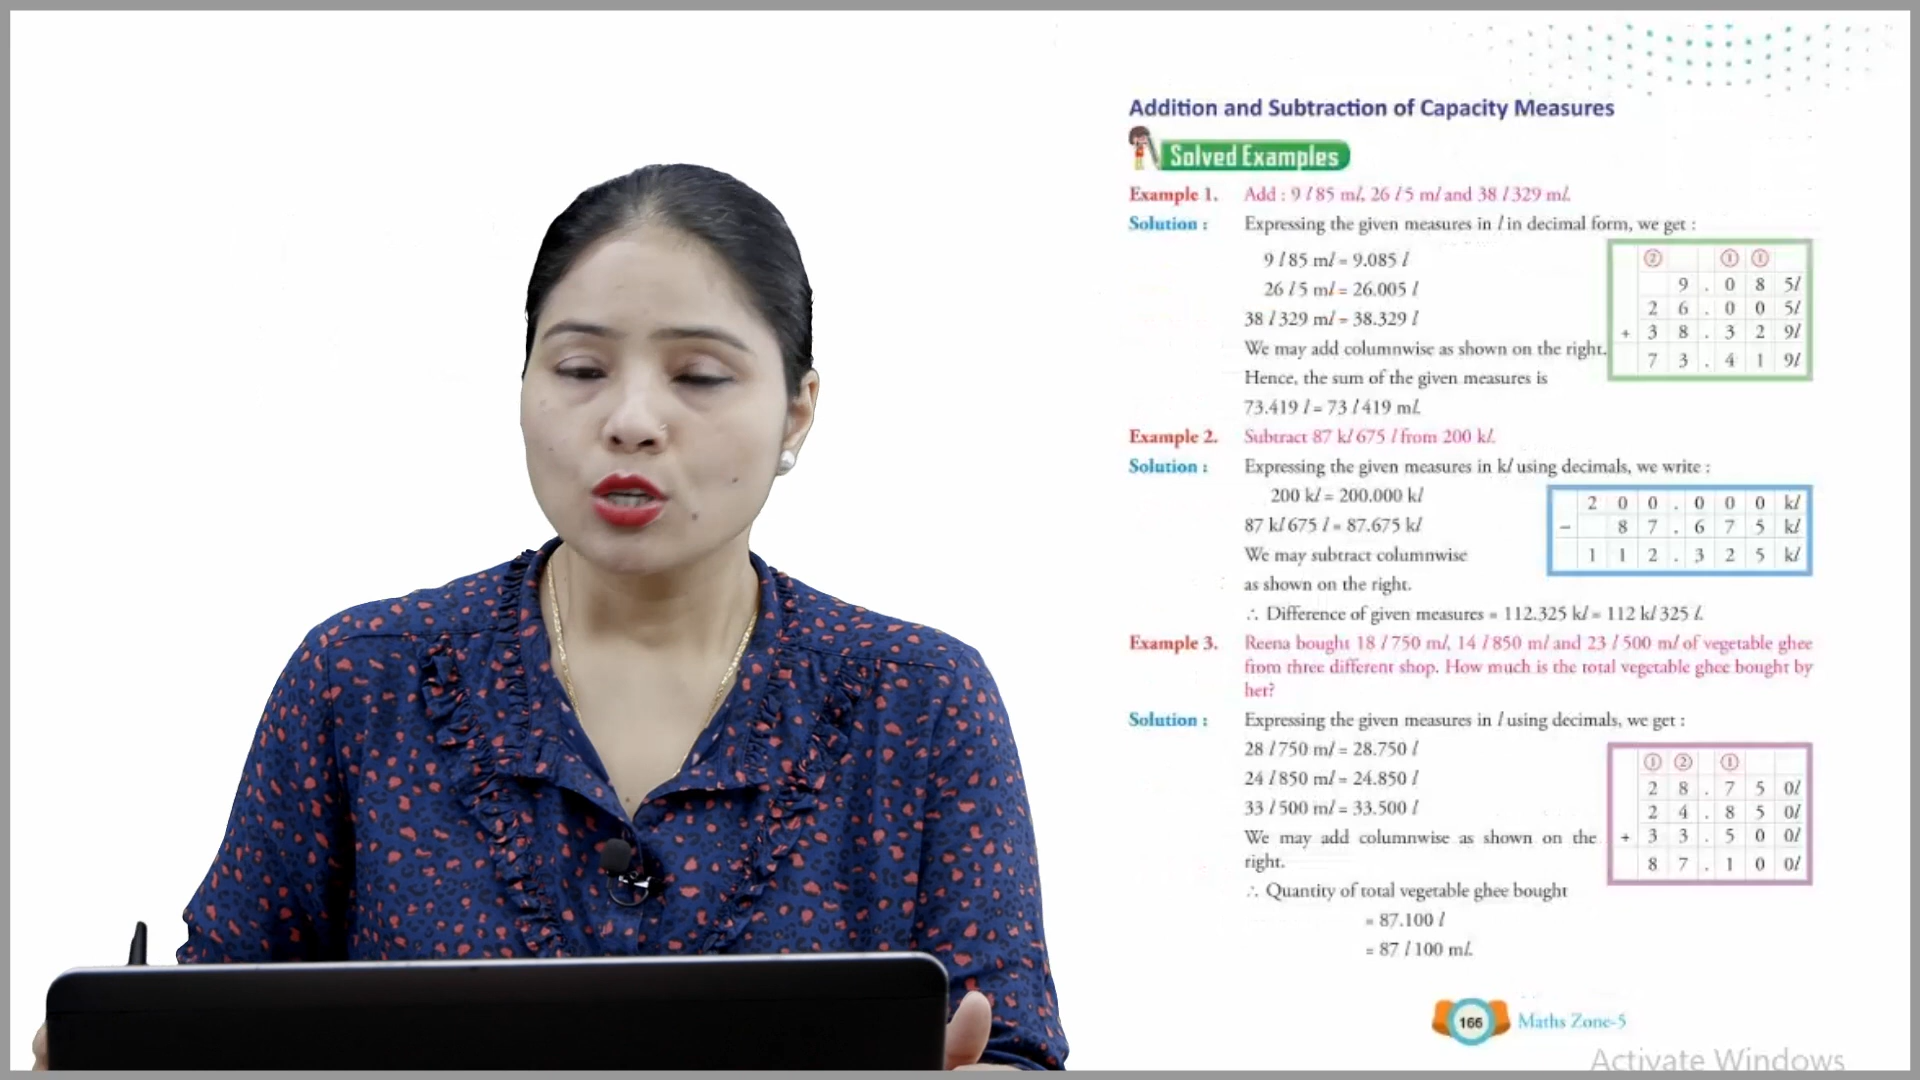 Addition and Subtraction of Capacity Measures
Solved Examples
Example 1. Add : 9 l 85 ml, 26 l 5 ml and 38 l 329 ml.
Solution : Expressing the given measures in l in decimal form, we get :
9 l 85 ml = 9.085 l
26 l 5 ml = 26.005 l
38 l 329 ml = 38.329 l
We may add columnwise as shown on the right.
Hence, the sum of the given measures is
73.419 l = 73 l 419 ml.
② ① ①
9 . 0 8 5l
2 6 . 0 0 5l
+ 3 8 . 3 2 9l
7 3 . 4 1 9l
Example 2. Subtract 87 kl 675 l from 200 kl.
Solution : Expressing the given measures in kl using decimals, we write :
200 kl = 200.000 kl
87 kl 675 l = 87.675 kl
We may subtract columnwise
as shown on the right.
2 0 0 . 0 0 0 kl
− 8 7 . 6 7 5 kl
1 1 2 . 3 2 5 kl
∴ Difference of given measures = 112.325 kl = 112 kl 325 l.
Example 3. Reena bought 18 l 750 ml, 14 l 850 ml and 23 l 500 ml of vegetable ghee
from three different shop. How much is the total vegetable ghee bought by
her?
Solution : Expressing the given measures in l using decimals, we get :
28 l 750 ml = 28.750 l
24 l 850 ml = 24.850 l
33 l 500 ml = 33.500 l
We may add columnwise as shown on the
right.
① ② ①
2 8 . 7 5 0l
2 4 . 8 5 0l
+ 3 3 . 5 0 0l
8 7 . 1 0 0l
∴ Quantity of total vegetable ghee bought
= 87.100 l
= 87 l 100 ml.
166 Maths Zone-5
Activate Windows